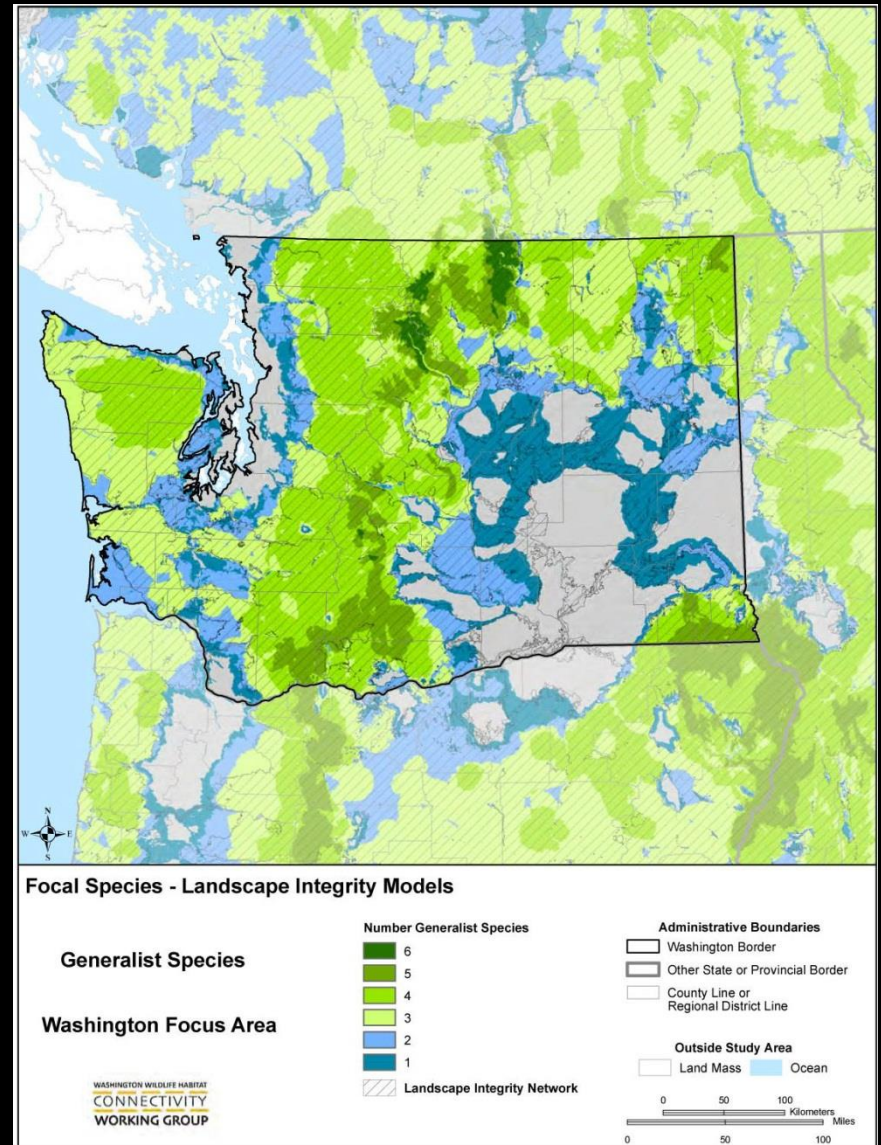 N
W E
S
Focal Species - Landscape Integrity Models
Generalist Species
Washington Focus Area
WASHINGTON WILDLIFE HABITAT
CONNECTIVITY
WORKING GROUP
Number Generalist Species
6
5
4
3
2
1
Landscape Integrity Network
Administrative Boundaries
Washington Border
Other State or Provincial Border
County Line or
Regional District Line
Outside Study Area
Land Mass Ocean
0 50 100
Kilometers
Miles
0 50 100